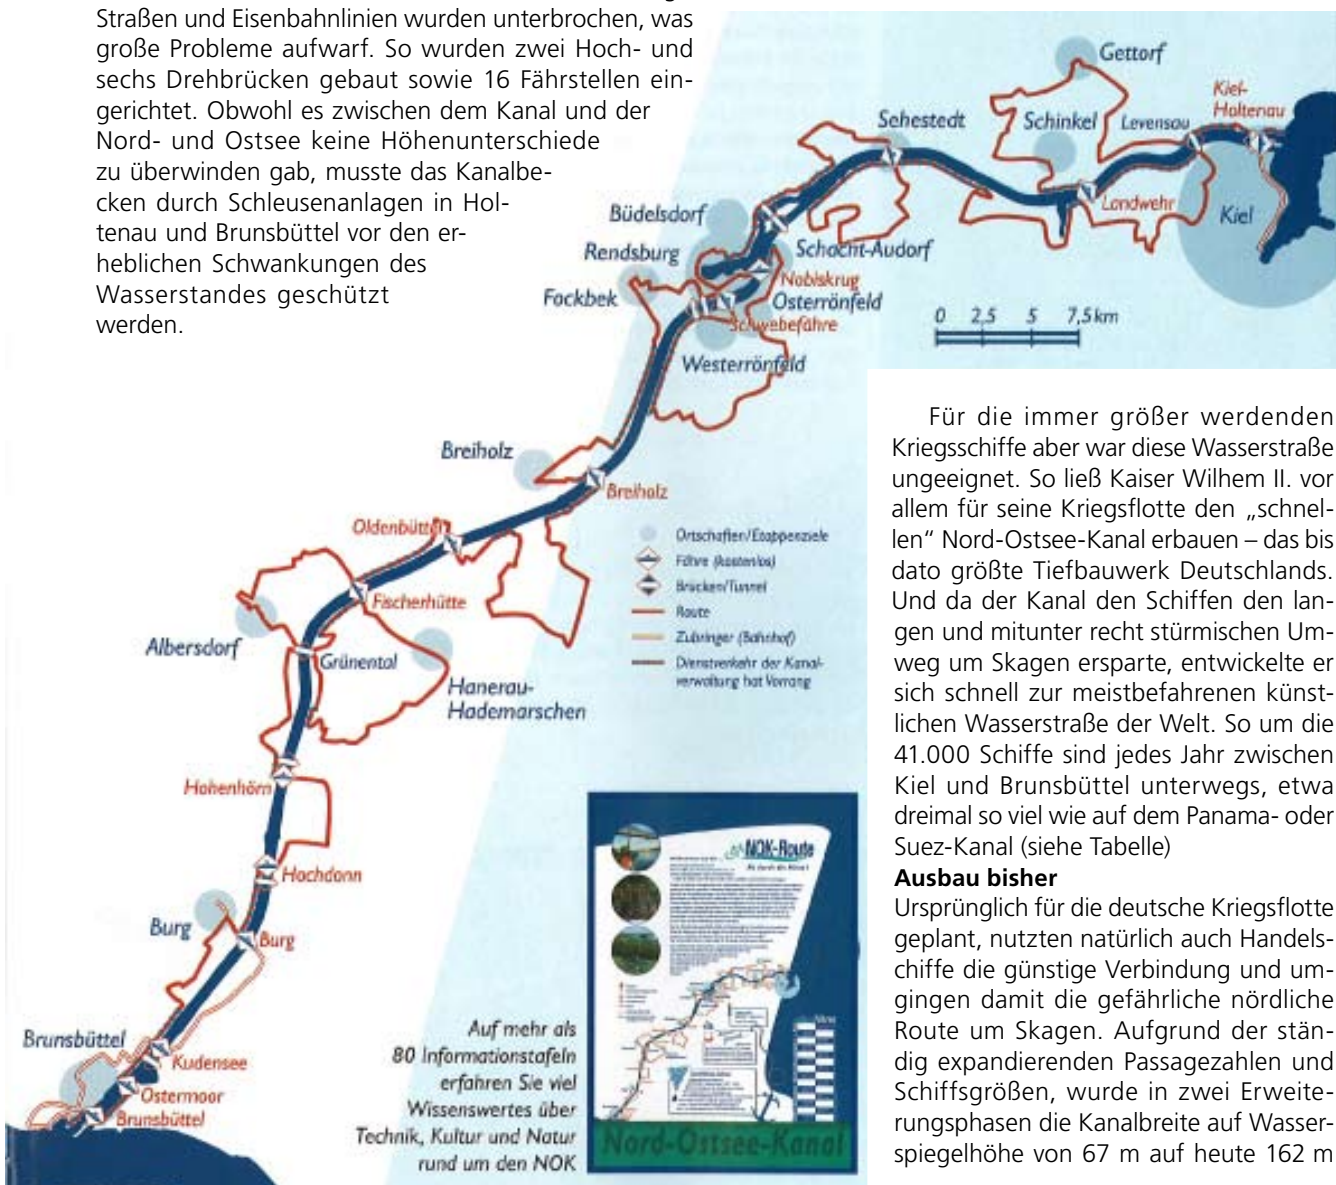 Straßen und Eisenbahnlinien wurden unterbrochen, was
große Probleme aufwarf. So wurden zwei Hoch- und
sechs Drehbrücken gebaut sowie 16 Fährstellen ein-
gerichtet. Obwohl es zwischen dem Kanal und der
Nord- und Ostsee keine Höhenunterschiede
zu überwinden gab, musste das Kanalbe-
cken durch Schleusenanlagen in Hol-
tenau und Brunsbüttel vor den er-
heblichen Schwankungen des
Wasserstandes geschützt
werden.
Gettorf
Kiel-
Holtenau
Sehestedt
Schinkel
Levensau
Landwehr
Kiel
Büdelsdorf
Rendsburg
Schacht-Audorf
Fockbek
Nobiskrug
Osterrönfeld
Schwebefähre
Westerrönfeld
0 2,5 5 7,5 km
Breiholz
Breiholz
Oldenbüttel
Fischerhütte
Albersdorf
Grünental
Hanerau-
Hademarschen
Hohenhörn
Hochdonn
Burg
Burg
Brunsbüttel
Kudensee
Ostermoor
Brunsbüttel
Ortschaften/Etappenziele
Fähre (kostenlos)
Brücken/Tunnel
Route
Zubringer (Bahnhof)
Dienstverkehr der Kanal-
verwaltung hat Vorrang
Auf mehr als
80 Informationstafeln
erfahren Sie viel
Wissenswertes über
Technik, Kultur und Natur
rund um den NOK
NOK-Route
Nord-Ostsee-Kanal
Für die immer größer werdenden
Kriegsschiffe aber war diese Wasserstraße
ungeeignet. So ließ Kaiser Wilhem II. vor
allem für seine Kriegsflotte den „schnel-
len“ Nord-Ostsee-Kanal erbauen – das bis
dato größte Tiefbauwerk Deutschlands.
Und da der Kanal den Schiffen den lan-
gen und mitunter recht stürmischen Um-
weg um Skagen ersparte, entwickelte er
sich schnell zur meistbefahrenen künst-
lichen Wasserstraße der Welt. So um die
41.000 Schiffe sind jedes Jahr zwischen
Kiel und Brunsbüttel unterwegs, etwa
dreimal so viel wie auf dem Panama- oder
Suez-Kanal (siehe Tabelle)
Ausbau bisher
Ursprünglich für die deutsche Kriegsflotte
geplant, nutzten natürlich auch Handels-
chiffe die günstige Verbindung und um-
gingen damit die gefährliche nördliche
Route um Skagen. Aufgrund der stän-
dig expandierenden Passagezahlen und
Schiffsgrößen, wurde in zwei Erweite-
rungsphasen die Kanalbreite auf Wasser-
spiegelhöhe von 67 m auf heute 162 m